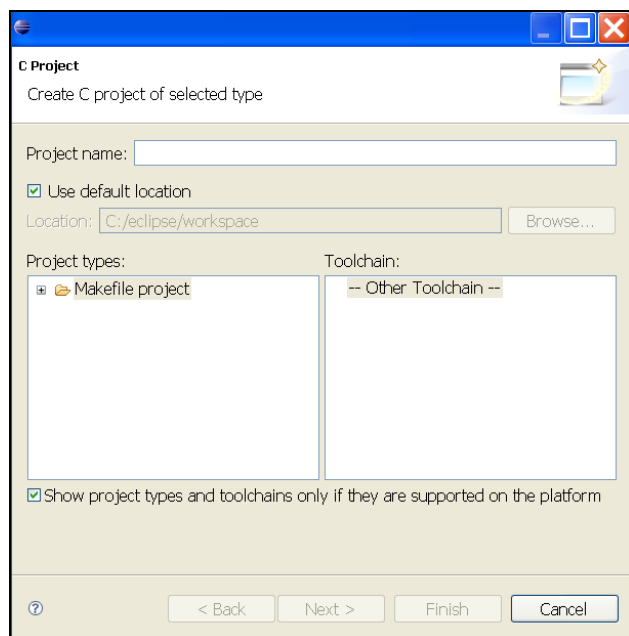 C Project
Create C project of selected type
Project name:
Use default location
Location: C:/eclipse/workspace Browse...
Project types: Toolchain:
Makefile project -- Other Toolchain --
Show project types and toolchains only if they are supported on the platform
? < Back Next > Finish Cancel